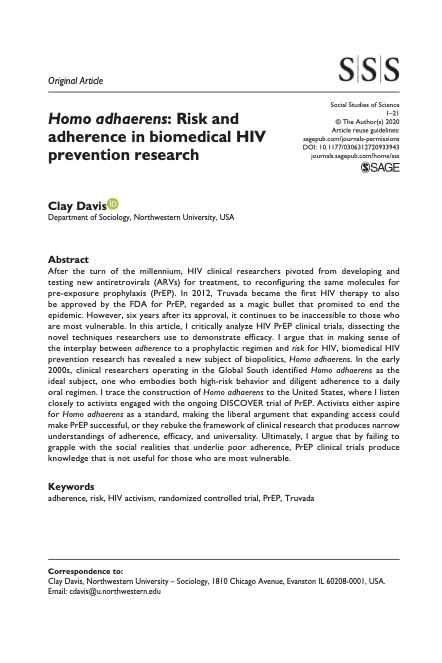 SSS
Original Article
Social Studies of Science
1–21
© The Author(s) 2020
Article reuse guidelines:
sagepub.com/journals-permissions
DOI: 10.1177/0306312720933943
journals.sagepub.com/home/sss
SAGE
Homo adhaerens: Risk and
adherence in biomedical HIV
prevention research
Clay Davis iD
Department of Sociology, Northwestern University, USA
Abstract
After the turn of the millennium, HIV clinical researchers pivoted from developing and
testing new antiretrovirals (ARVs) for treatment, to reconfiguring the same molecules for
pre-exposure prophylaxis (PrEP). In 2012, Truvada became the first HIV therapy to also
be approved by the FDA for PrEP, regarded as a magic bullet that promised to end the
epidemic. However, six years after its approval, it continues to be inaccessible to those who
are most vulnerable. In this article, I critically analyze HIV PrEP clinical trials, dissecting the
novel techniques researchers use to demonstrate efficacy. I argue that in making sense of
the interplay between adherence to a prophylactic regimen and risk for HIV, biomedical HIV
prevention research has revealed a new subject of biopolitics, Homo adhaerens. In the early
2000s, clinical researchers operating in the Global South identified Homo adhaerens as the
ideal subject, one who embodies both high-risk behavior and diligent adherence to a daily
oral regimen. I trace the construction of Homo adhaerens to the United States, where I listen
closely to activists engaged with the ongoing DISCOVER trial of PrEP. Activists either aspire
for Homo adhaerens as a standard, making the liberal argument that expanding access could
make PrEP successful, or they rebuke the framework of clinical research that produces narrow
understandings of adherence, efficacy, and universality. Ultimately, I argue that by failing to
grapple with the social realities that underlie poor adherence, PrEP clinical trials produce
knowledge that is not useful for those who are most vulnerable.
Keywords
adherence, risk, HIV activism, randomized controlled trial, PrEP, Truvada
Correspondence to:
Clay Davis, Northwestern University – Sociology, 1810 Chicago Avenue, Evanston IL 60208-0001, USA.
Email: cdavis@u.northwestern.edu